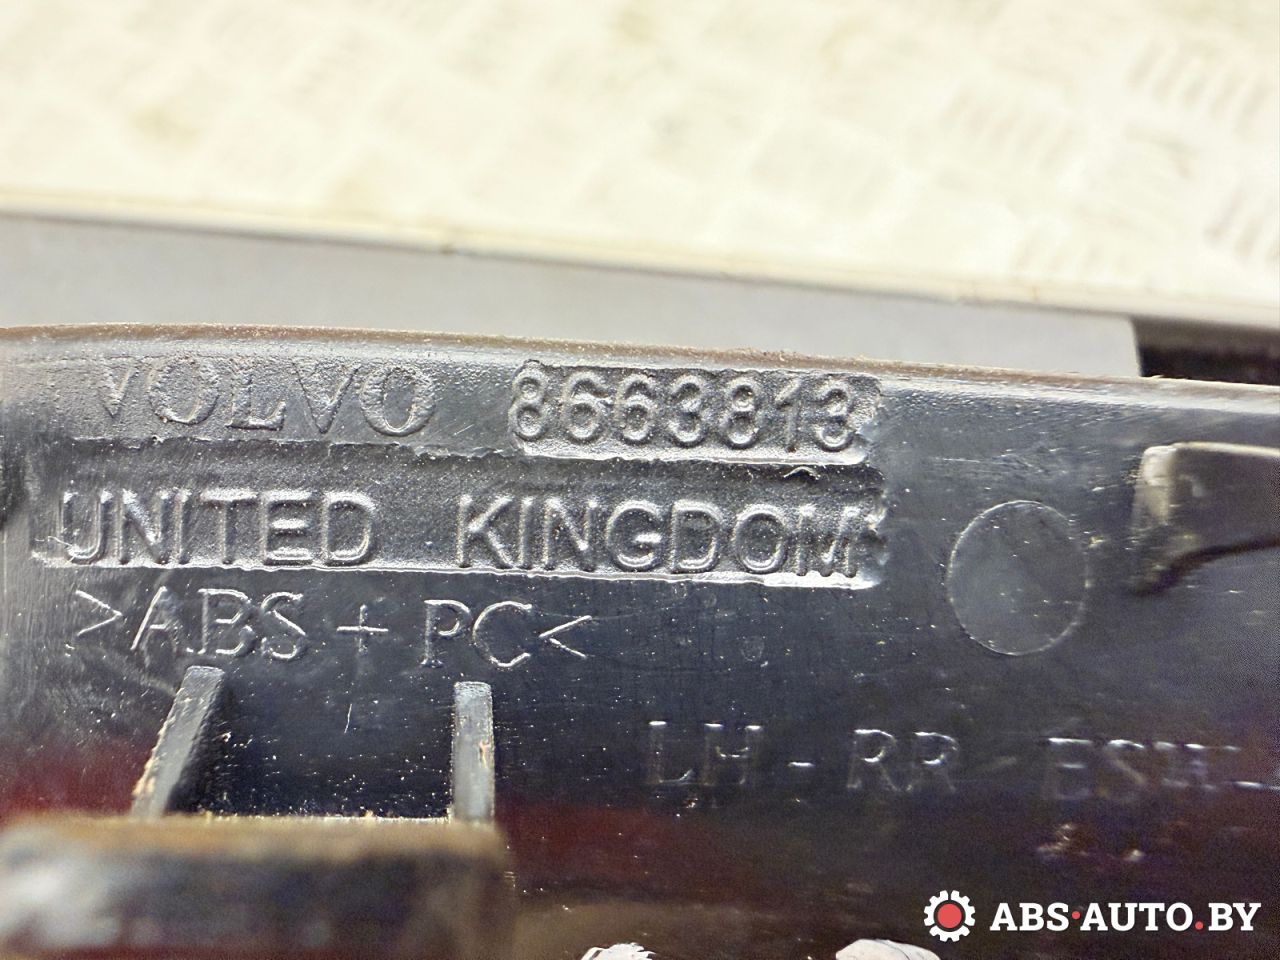 VOLVO 8663813
UNITED KINGDOM
>ABS + PC<
LH - RR
ABS·AUTO.BY